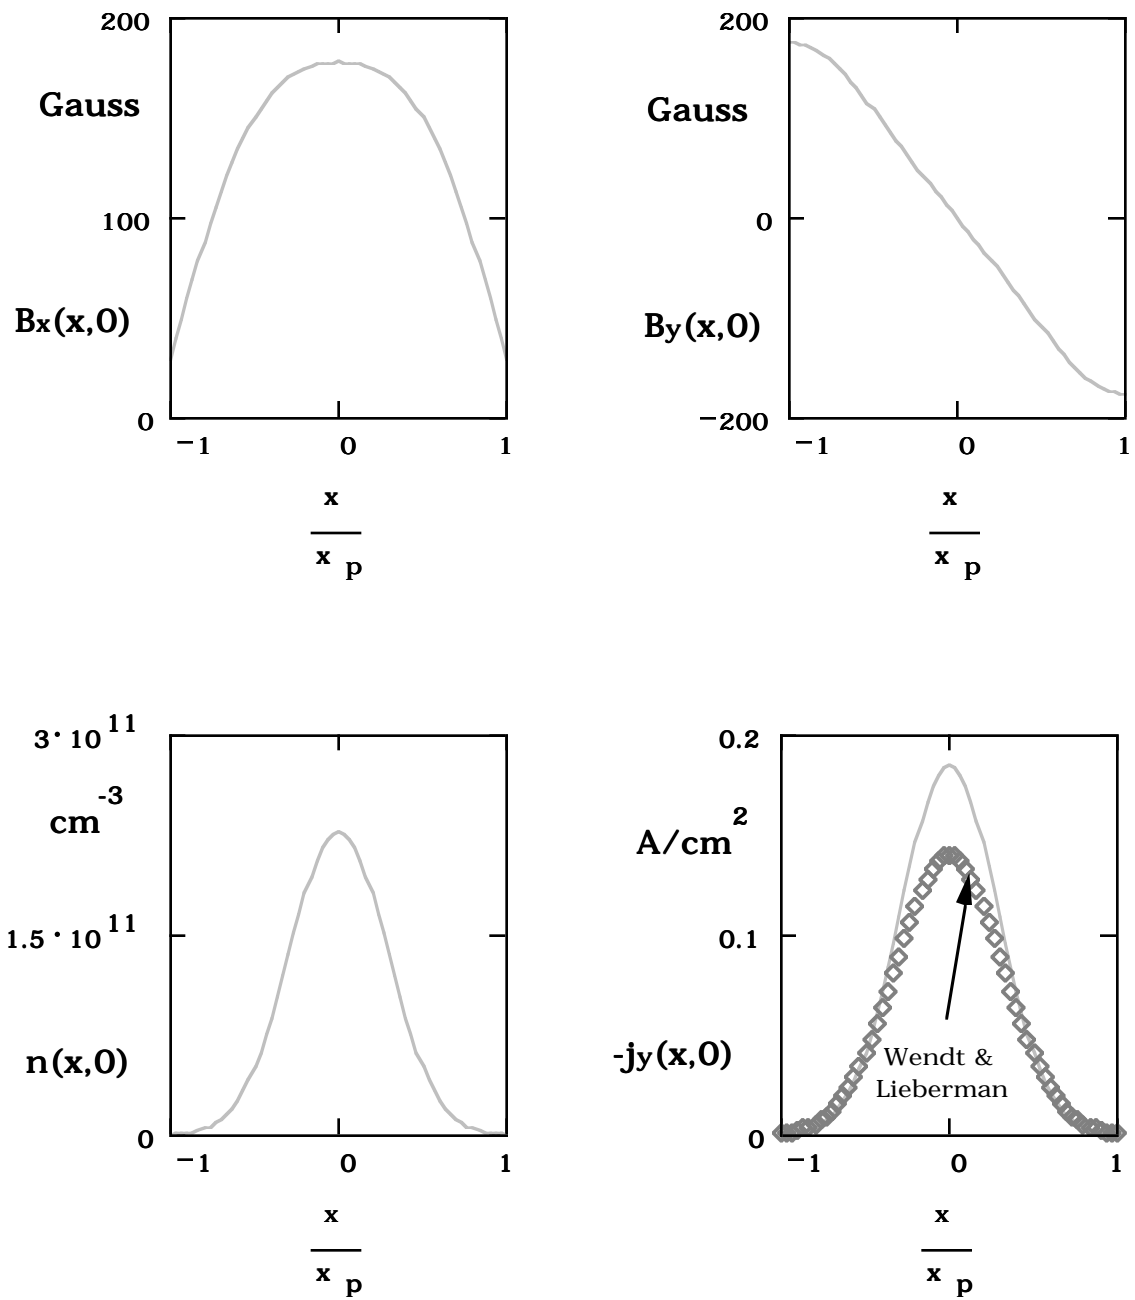 200
Gauss
100
Bx(x,0)
0
−1 0 1
x
x p
200
Gauss
0
By(x,0)
−200
−1 0 1
x
x p
3·10 11
cm-3
1.5·10 11
n(x,0)
0
−1 0 1
x
x p
0.2
A/cm2
0.1
-jy(x,0)
Wendt &
Lieberman
0
−1 0 1
x
x p